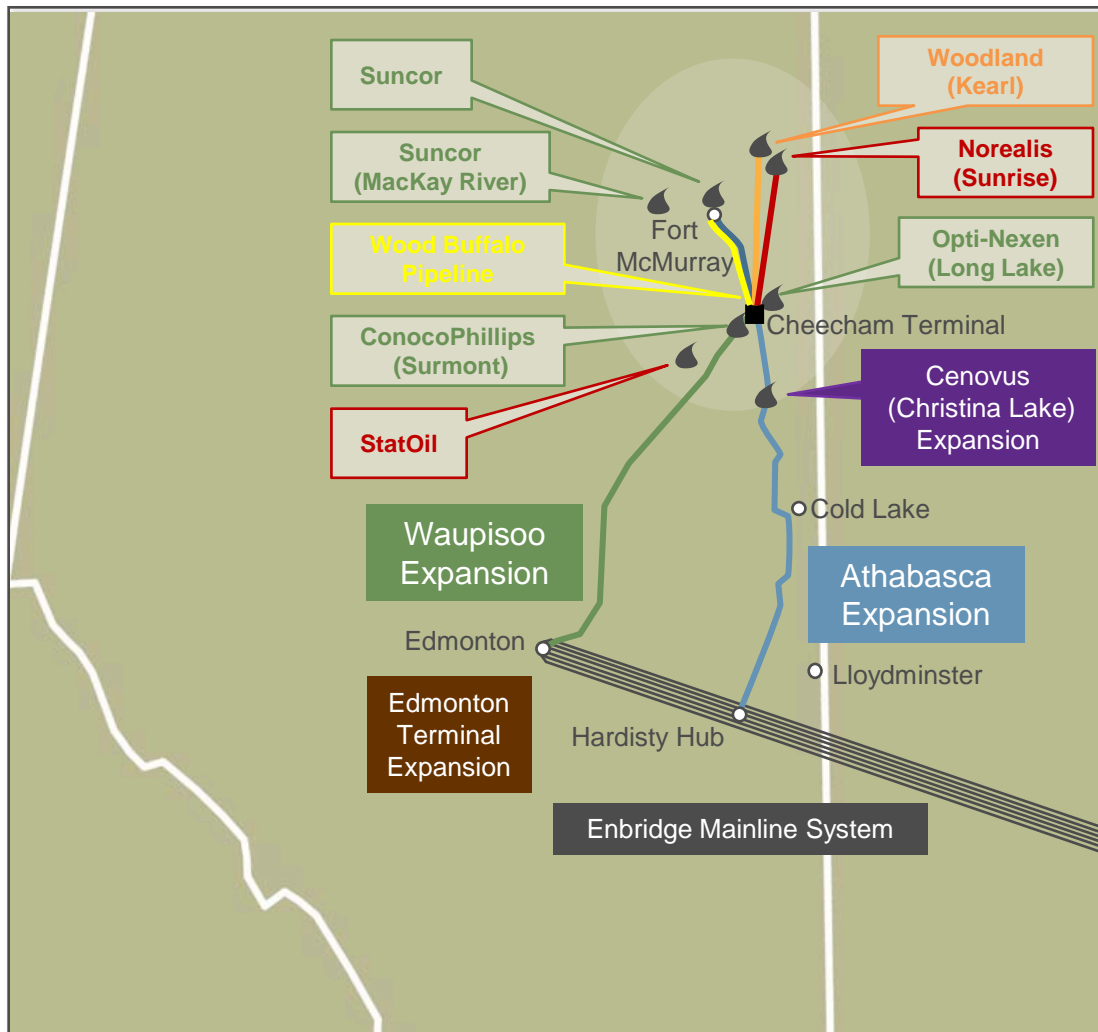 Suncor
Woodland
(Kearl)
Suncor
(MacKay River)
Norealis
(Sunrise)
Fort
McMurray
Wood Buffalo
Pipeline
Opti-Nexen
(Long Lake)
ConocoPhillips
(Surmont)
Cheecham Terminal
Cenovus
(Christina Lake)
Expansion
StatOil
Cold Lake
Waupisoo
Expansion
Athabasca
Expansion
Edmonton
Lloydminster
Edmonton
Terminal
Expansion
Hardisty Hub
Enbridge Mainline System